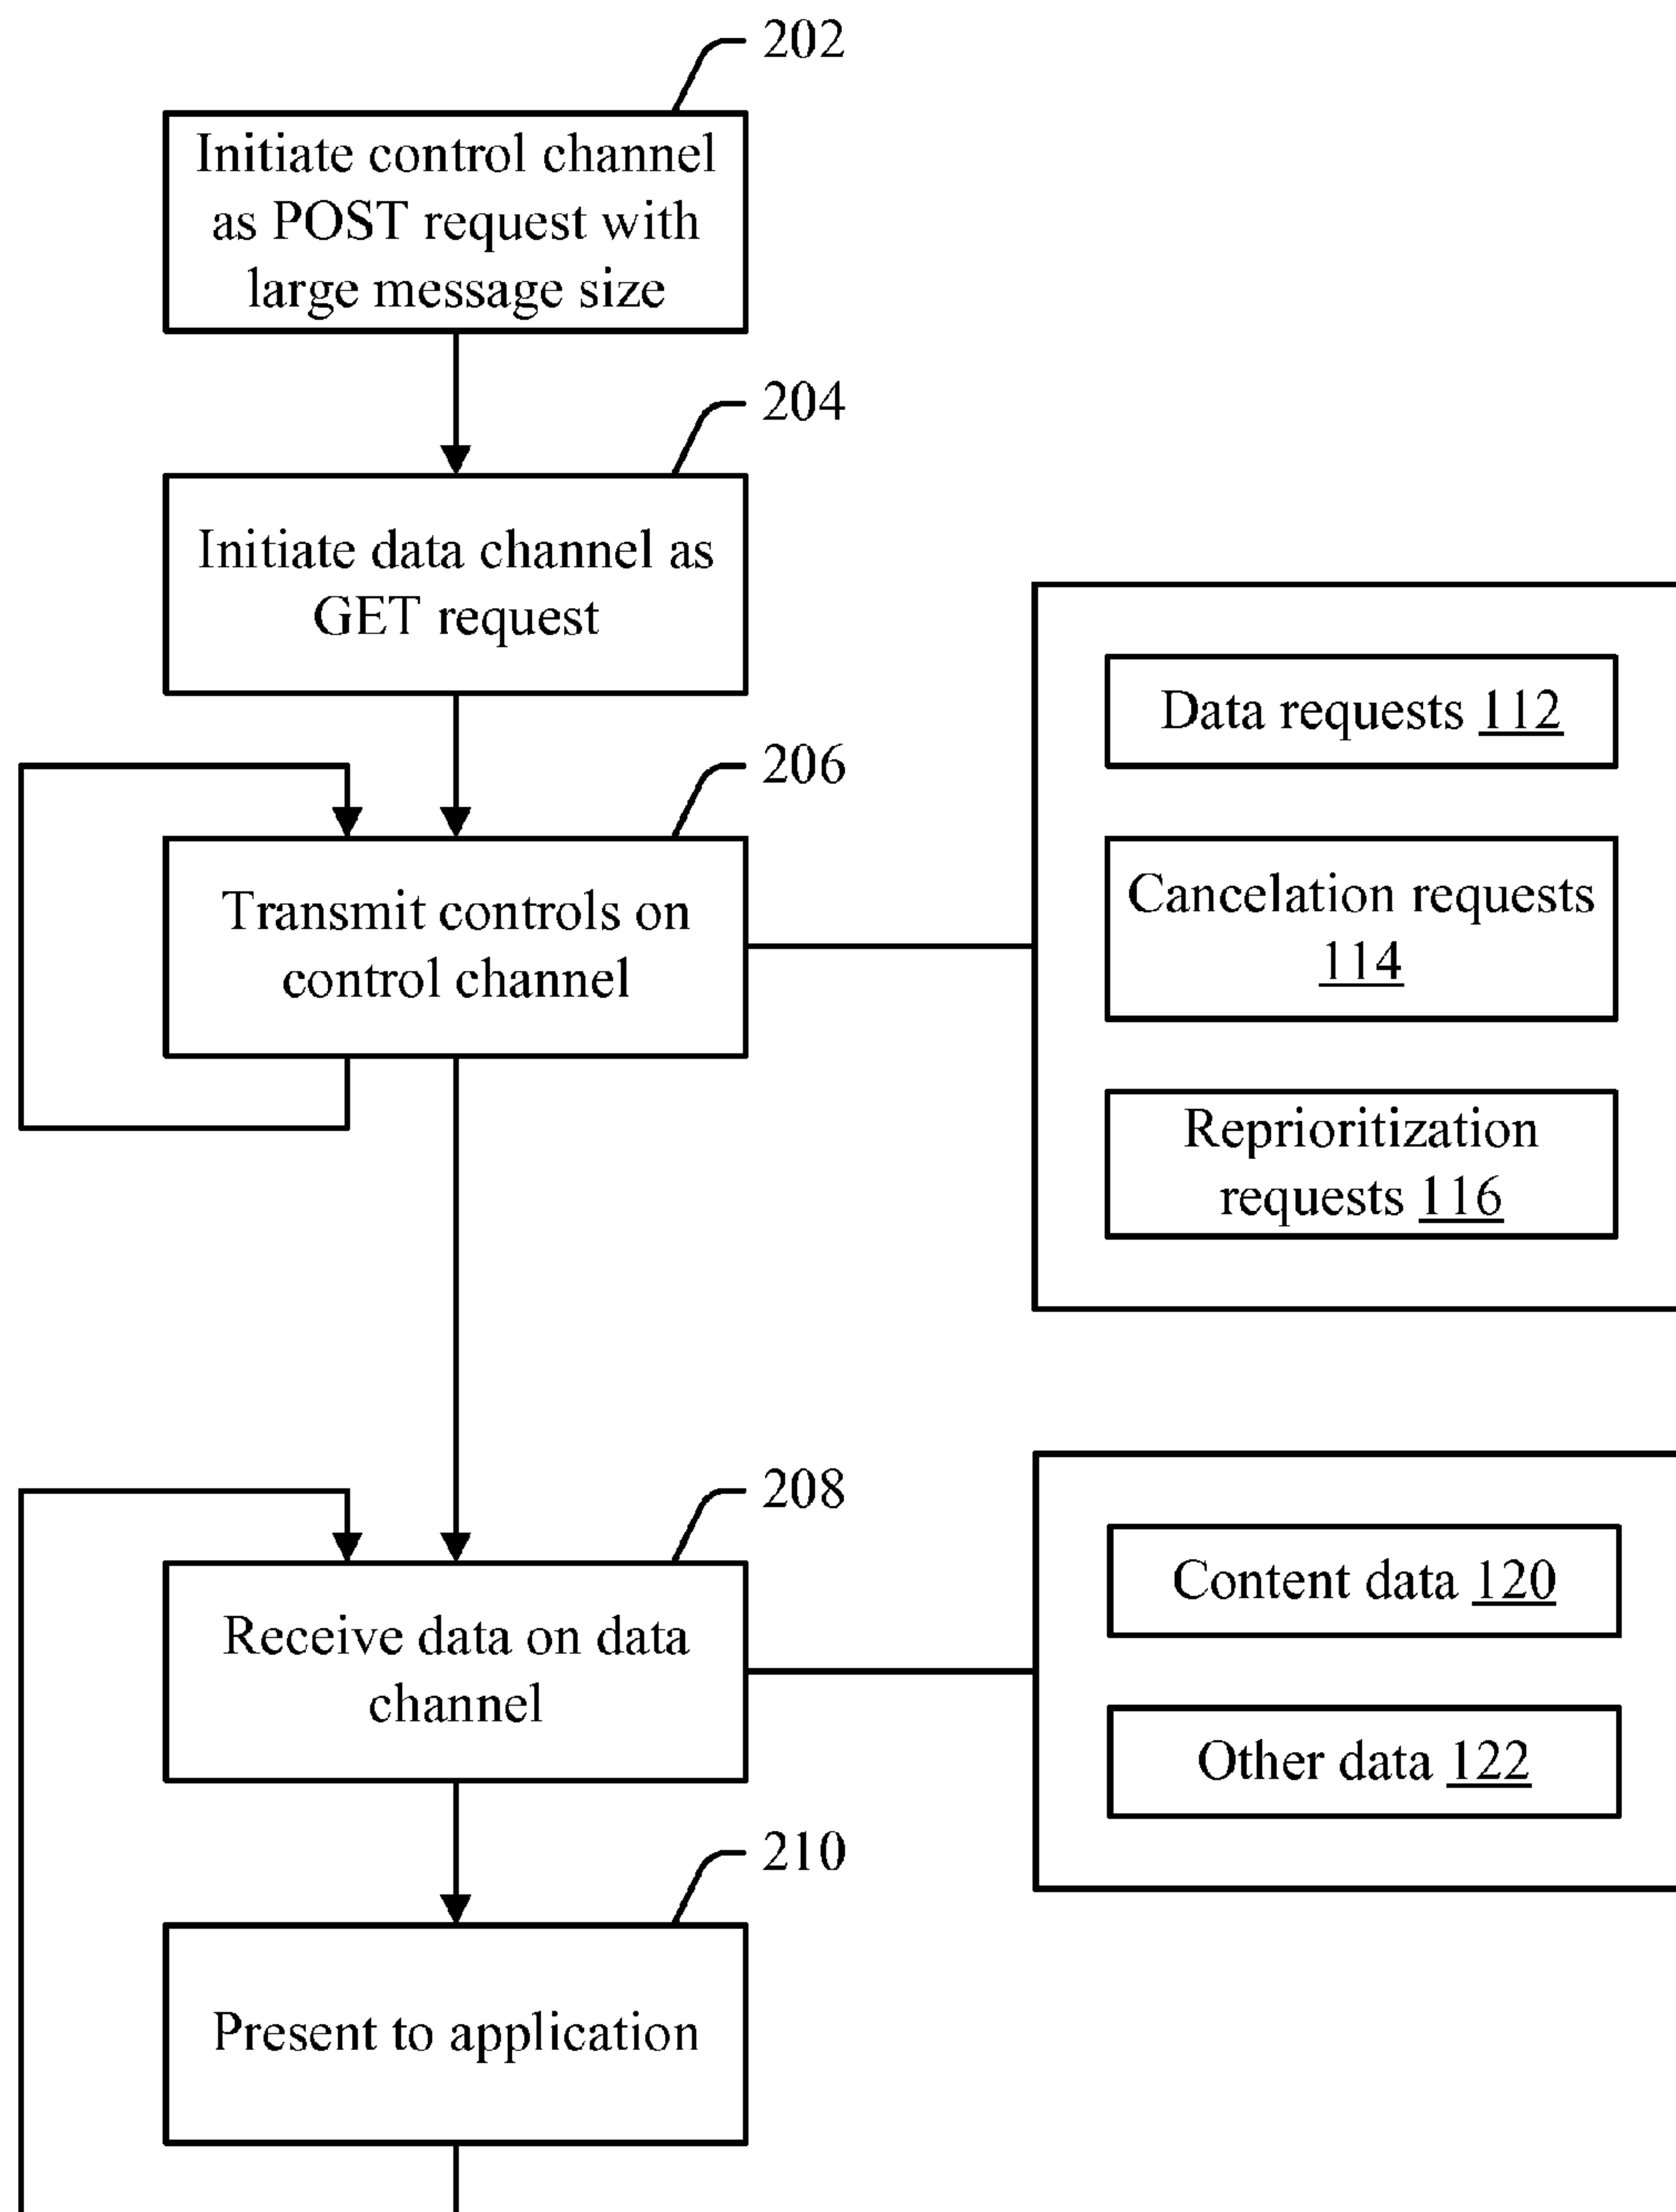 202
Initiate control channel
as POST request with
large message size
204
Initiate data channel as
GET request
206
Transmit controls on
control channel
Data requests 112
Cancelation requests
114
Reprioritization
requests 116
208
Receive data on data
channel
Content data 120
Other data 122
210
Present to application